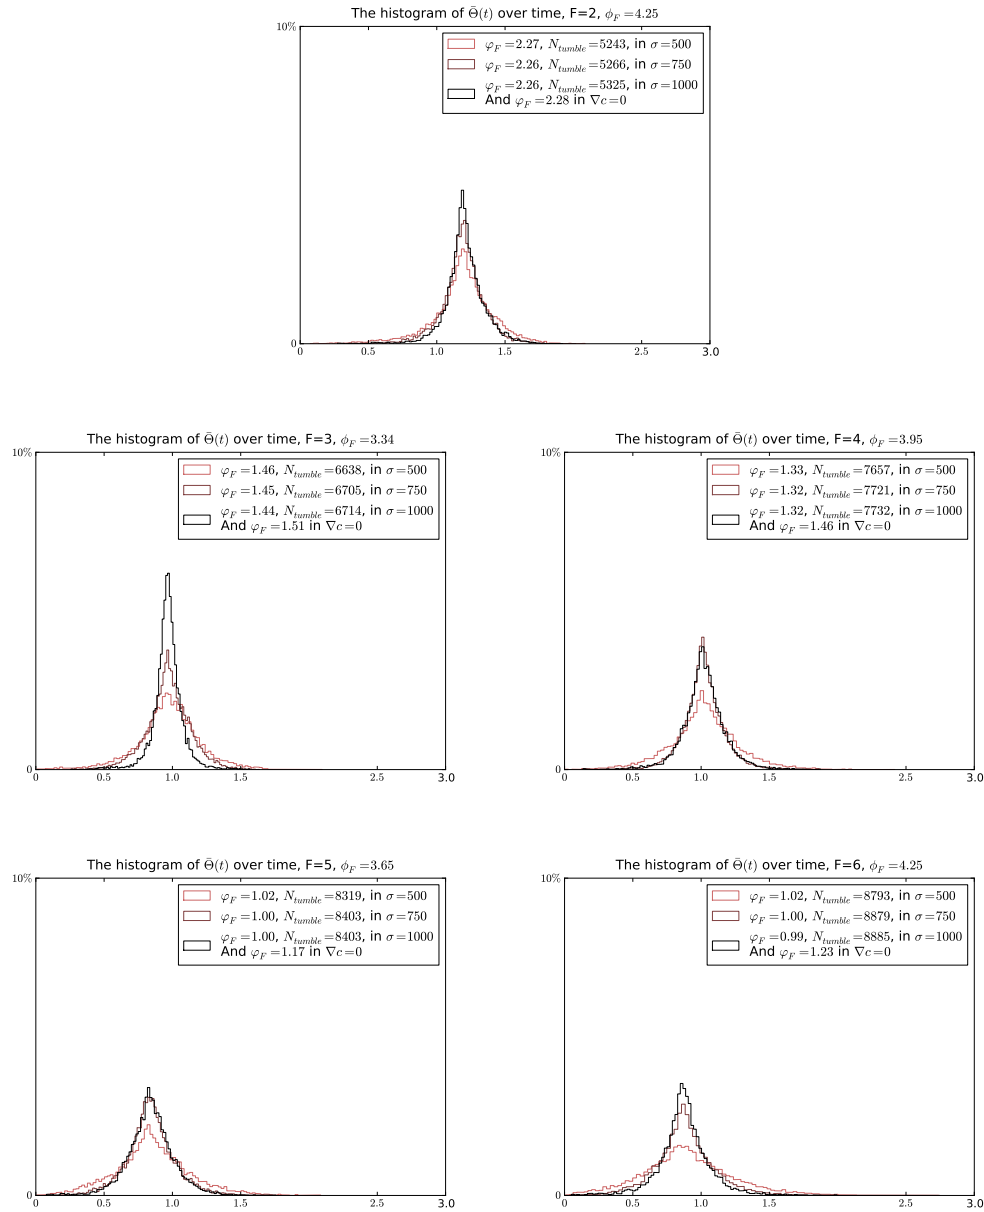 The histogram of Θ̄(t) over time, F=2, ϕ_F =4.25
10%
φ_F =2.27, N_tumble =5243, in σ=500
φ_F =2.26, N_tumble =5266, in σ=750
φ_F =2.26, N_tumble =5325, in σ=1000
And φ_F =2.28 in ∇c=0
0
0 0.5 1.0 1.5 2.5 3.0
The histogram of Θ̄(t) over time, F=3, ϕ_F =3.34
10%
φ_F =1.46, N_tumble =6638, in σ=500
φ_F =1.45, N_tumble =6705, in σ=750
φ_F =1.44, N_tumble =6714, in σ=1000
And φ_F =1.51 in ∇c=0
0
0 0.5 1.0 1.5 2.5 3.0
The histogram of Θ̄(t) over time, F=4, ϕ_F =3.95
10%
φ_F =1.33, N_tumble =7657, in σ=500
φ_F =1.32, N_tumble =7721, in σ=750
φ_F =1.32, N_tumble =7732, in σ=1000
And φ_F =1.46 in ∇c=0
0
0 0.5 1.0 1.5 2.5 3.0
The histogram of Θ̄(t) over time, F=5, ϕ_F =3.65
10%
φ_F =1.02, N_tumble =8319, in σ=500
φ_F =1.00, N_tumble =8403, in σ=750
φ_F =1.00, N_tumble =8403, in σ=1000
And φ_F =1.17 in ∇c=0
0
0 0.5 1.0 1.5 2.5 3.0
The histogram of Θ̄(t) over time, F=6, ϕ_F =4.25
10%
φ_F =1.02, N_tumble =8793, in σ=500
φ_F =1.00, N_tumble =8879, in σ=750
φ_F =0.99, N_tumble =8885, in σ=1000
And φ_F =1.23 in ∇c=0
0
0 0.5 1.0 1.5 2.5 3.0